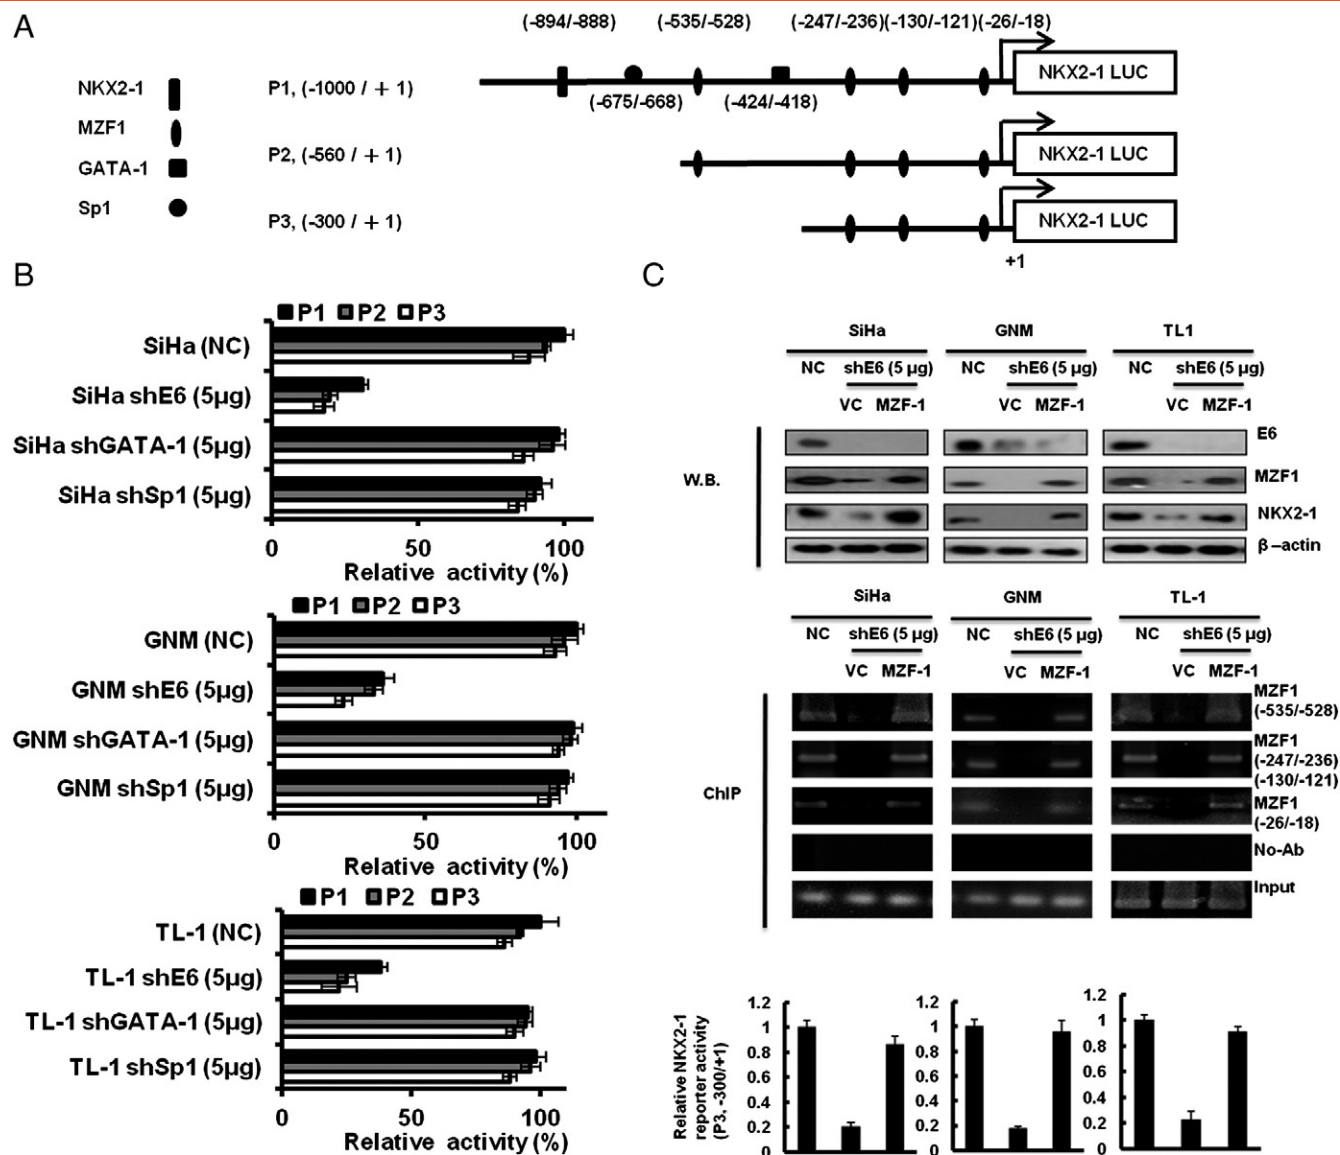 A
(-894/-888) (-535/-528) (-247/-236)(-130/-121)(-26/-18)
NKX2-1
P1, (-1000 / + 1)
NKX2-1 LUC
(-675/-668) (-424/-418)
MZF1
P2, (-560 / + 1)
NKX2-1 LUC
GATA-1
Sp1
P3, (-300 / + 1)
NKX2-1 LUC
+1
B
P1 P2 P3
SiHa (NC)
SiHa shE6 (5µg)
SiHa shGATA-1 (5µg)
SiHa shSp1 (5µg)
0 50 100
Relative activity (%)
P1 P2 P3
GNM (NC)
GNM shE6 (5µg)
GNM shGATA-1 (5µg)
GNM shSp1 (5µg)
0 50 100
Relative activity (%)
P1 P2 P3
TL-1 (NC)
TL-1 shE6 (5µg)
TL-1 shGATA-1 (5µg)
TL-1 shSp1 (5µg)
0 50 100
Relative activity (%)
C
SiHa GNM TL1
NC shE6 (5 µg) NC shE6 (5 µg) NC shE6 (5 µg)
VC MZF-1 VC MZF-1 VC MZF-1
W.B.
E6
MZF1
NKX2-1
β–actin
SiHa GNM TL-1
NC shE6 (5 µg) NC shE6 (5 µg) NC shE6 (5 µg)
VC MZF-1 VC MZF-1 VC MZF-1
ChIP
MZF1
(-535/-528)
MZF1
(-247/-236)
(-130/-121)
MZF1
(-26/-18)
No-Ab
Input
Relative NKX2-1
reporter activity
(P3, -300/+1)
1.2
1
0.8
0.6
0.4
0.2
0
1.2
1
0.8
0.6
0.4
0.2
0
1.2
1
0.8
0.6
0.4
0.2
0